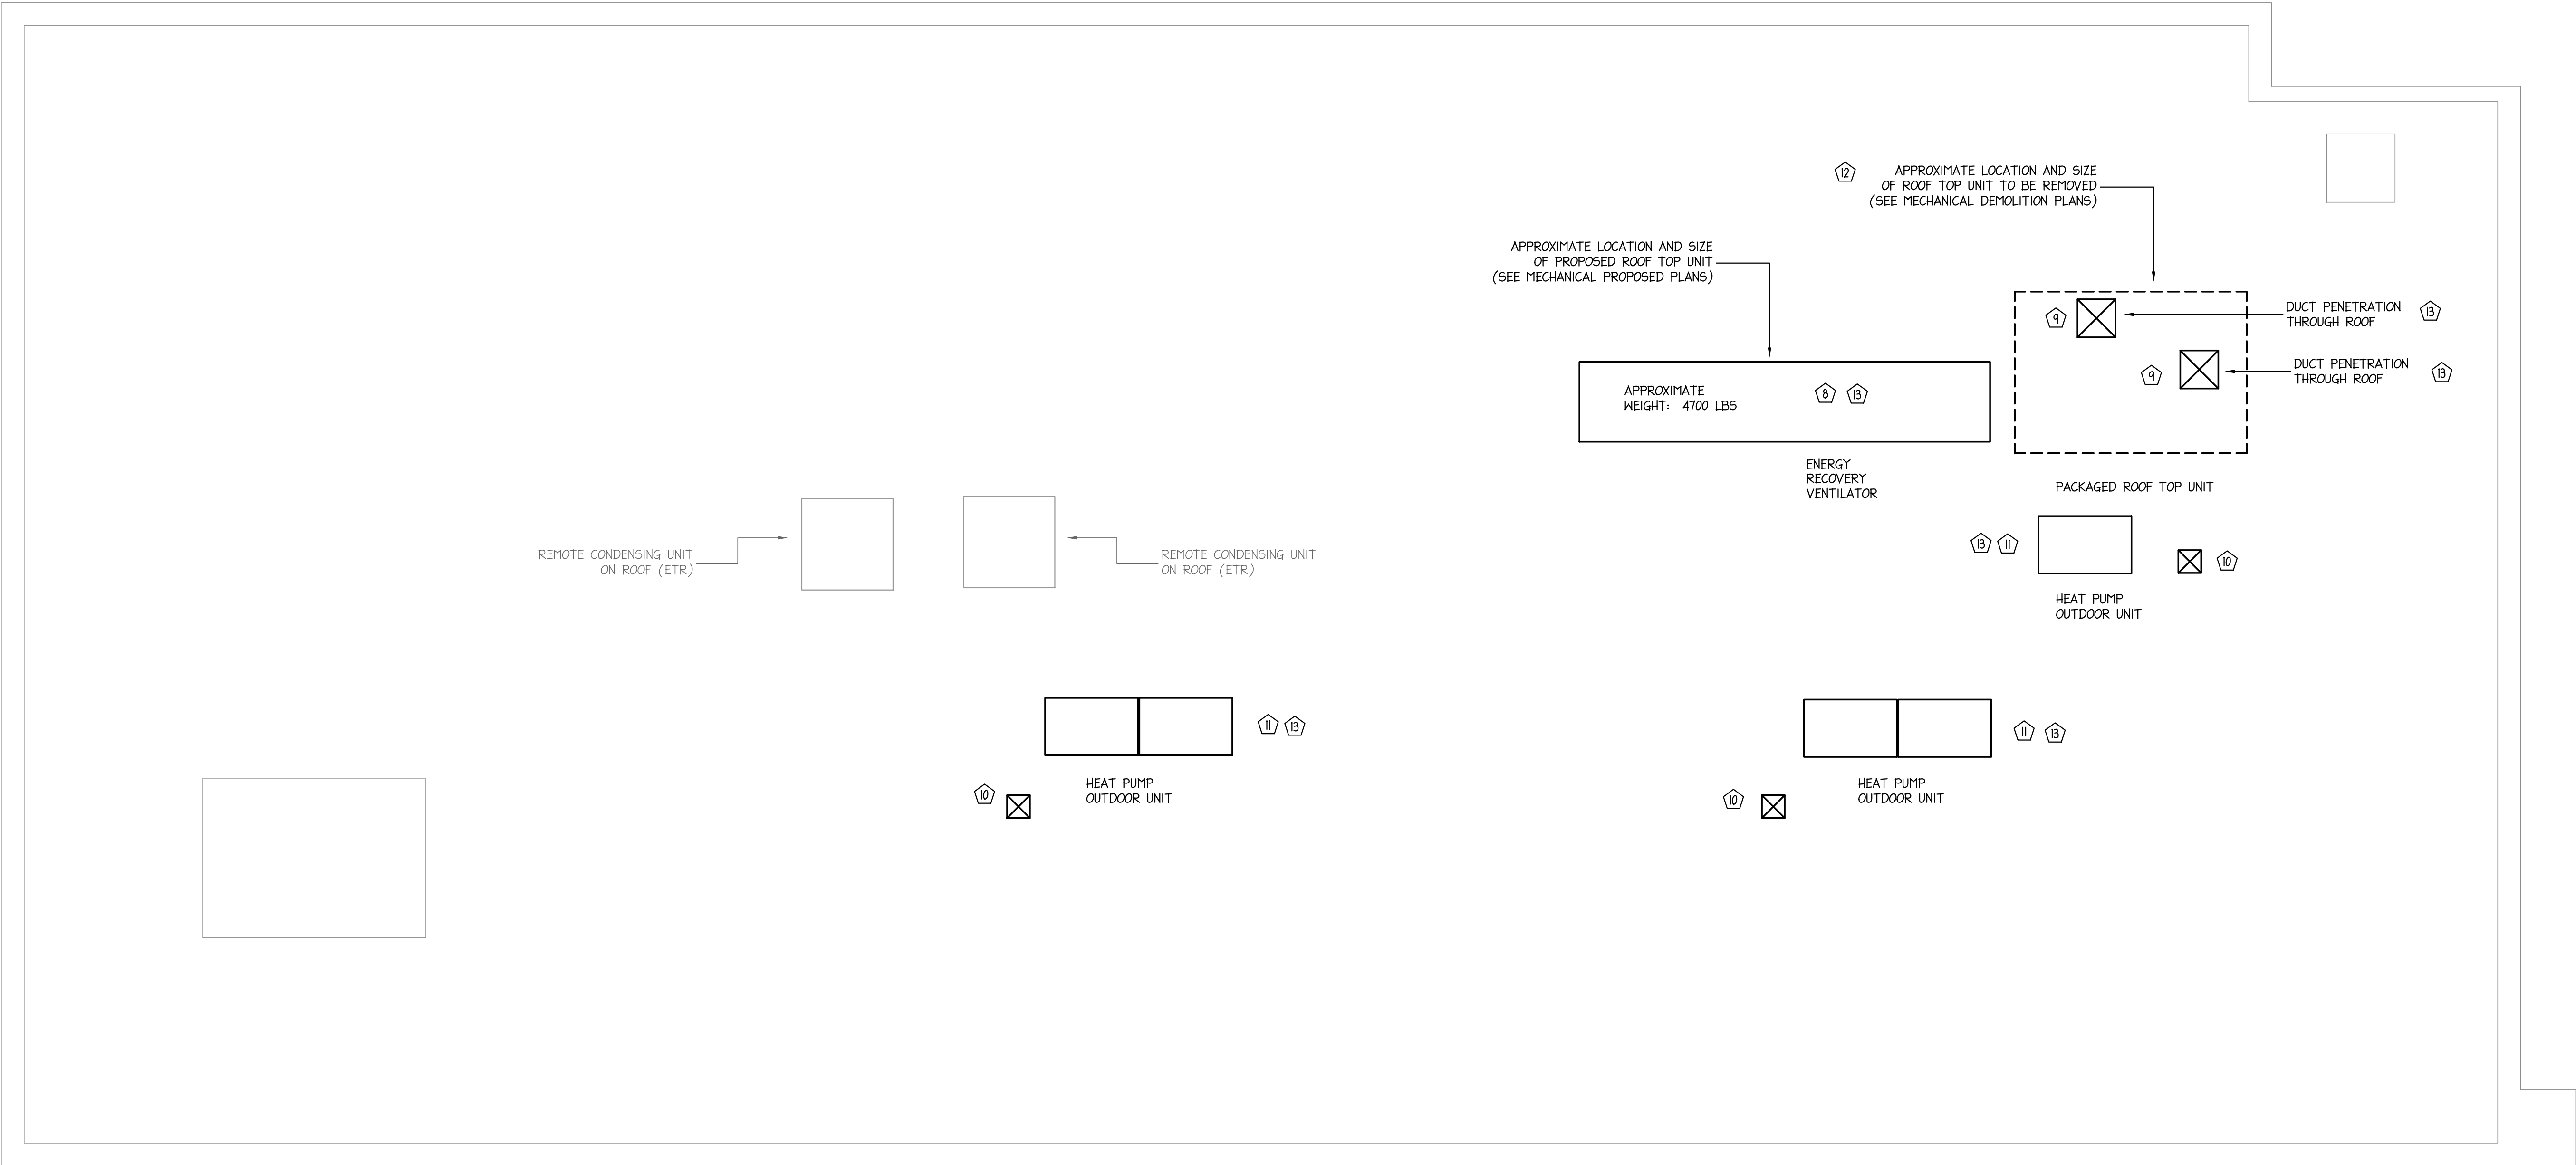 12
APPROXIMATE LOCATION AND SIZE
OF ROOF TOP UNIT TO BE REMOVED
(SEE MECHANICAL DEMOLITION PLANS)
APPROXIMATE LOCATION AND SIZE
OF PROPOSED ROOF TOP UNIT
(SEE MECHANICAL PROPOSED PLANS)
9
DUCT PENETRATION
THROUGH ROOF
13
9
DUCT PENETRATION
THROUGH ROOF
13
APPROXIMATE
WEIGHT: 4700 LBS
8
13
ENERGY
RECOVERY
VENTILATOR
PACKAGED ROOF TOP UNIT
REMOTE CONDENSING UNIT
ON ROOF (ETR)
REMOTE CONDENSING UNIT
ON ROOF (ETR)
13
11
10
HEAT PUMP
OUTDOOR UNIT
11
13
HEAT PUMP
OUTDOOR UNIT
10
11
13
HEAT PUMP
OUTDOOR UNIT
10